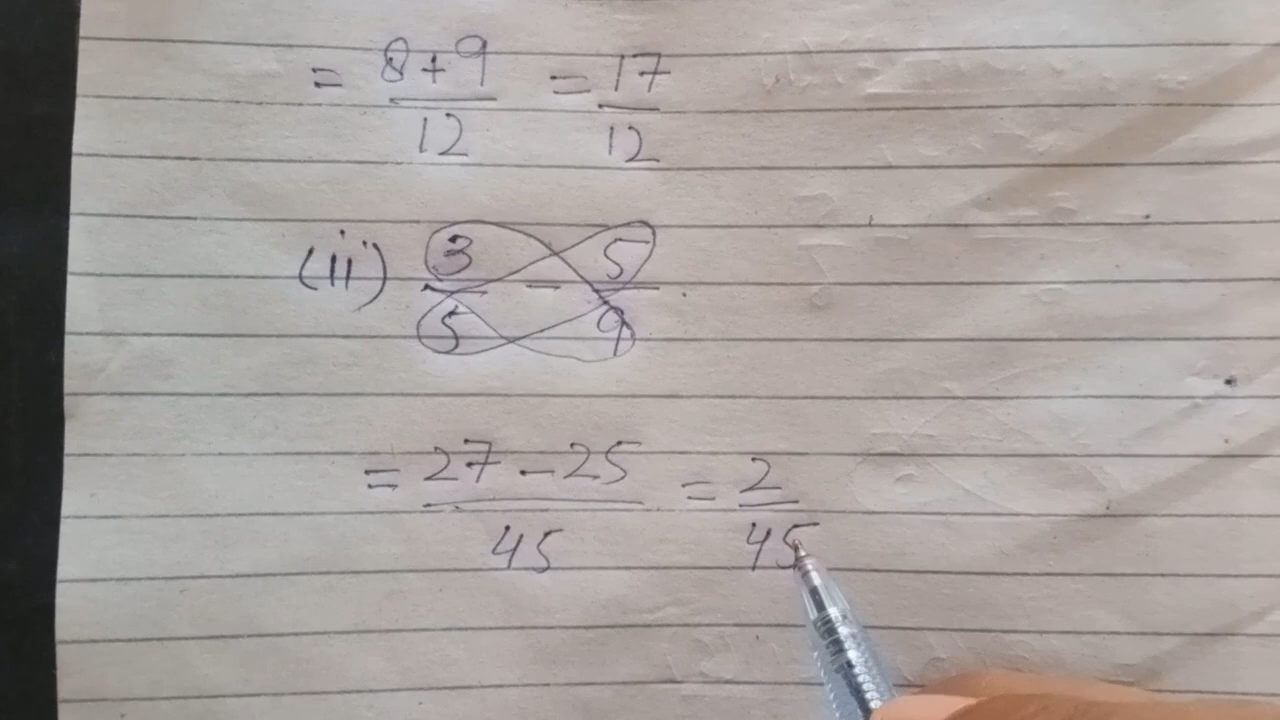 = 8+9/12 = 17/12
(ii) 3/5 - 5/9
= 27-25/45 = 2/45